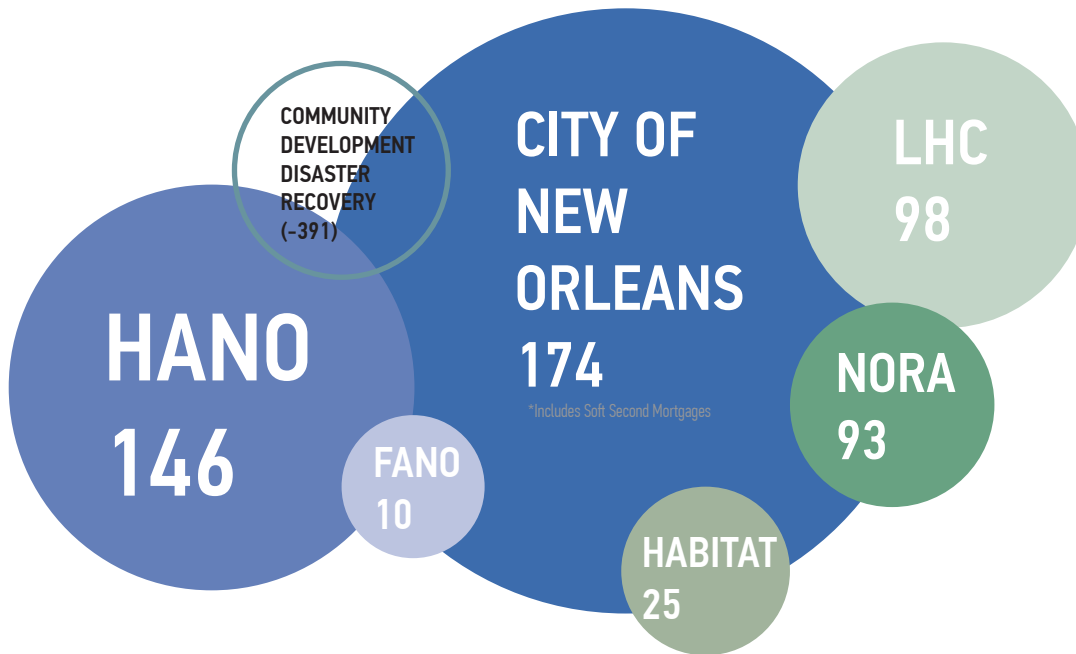 COMMUNITY
DEVELOPMENT
DISASTER
RECOVERY
(-391)
CITY OF
NEW
ORLEANS
174
*Includes Soft Second Mortgages
LHC
98
HANO
146
NORA
93
FANO
10
HABITAT
25